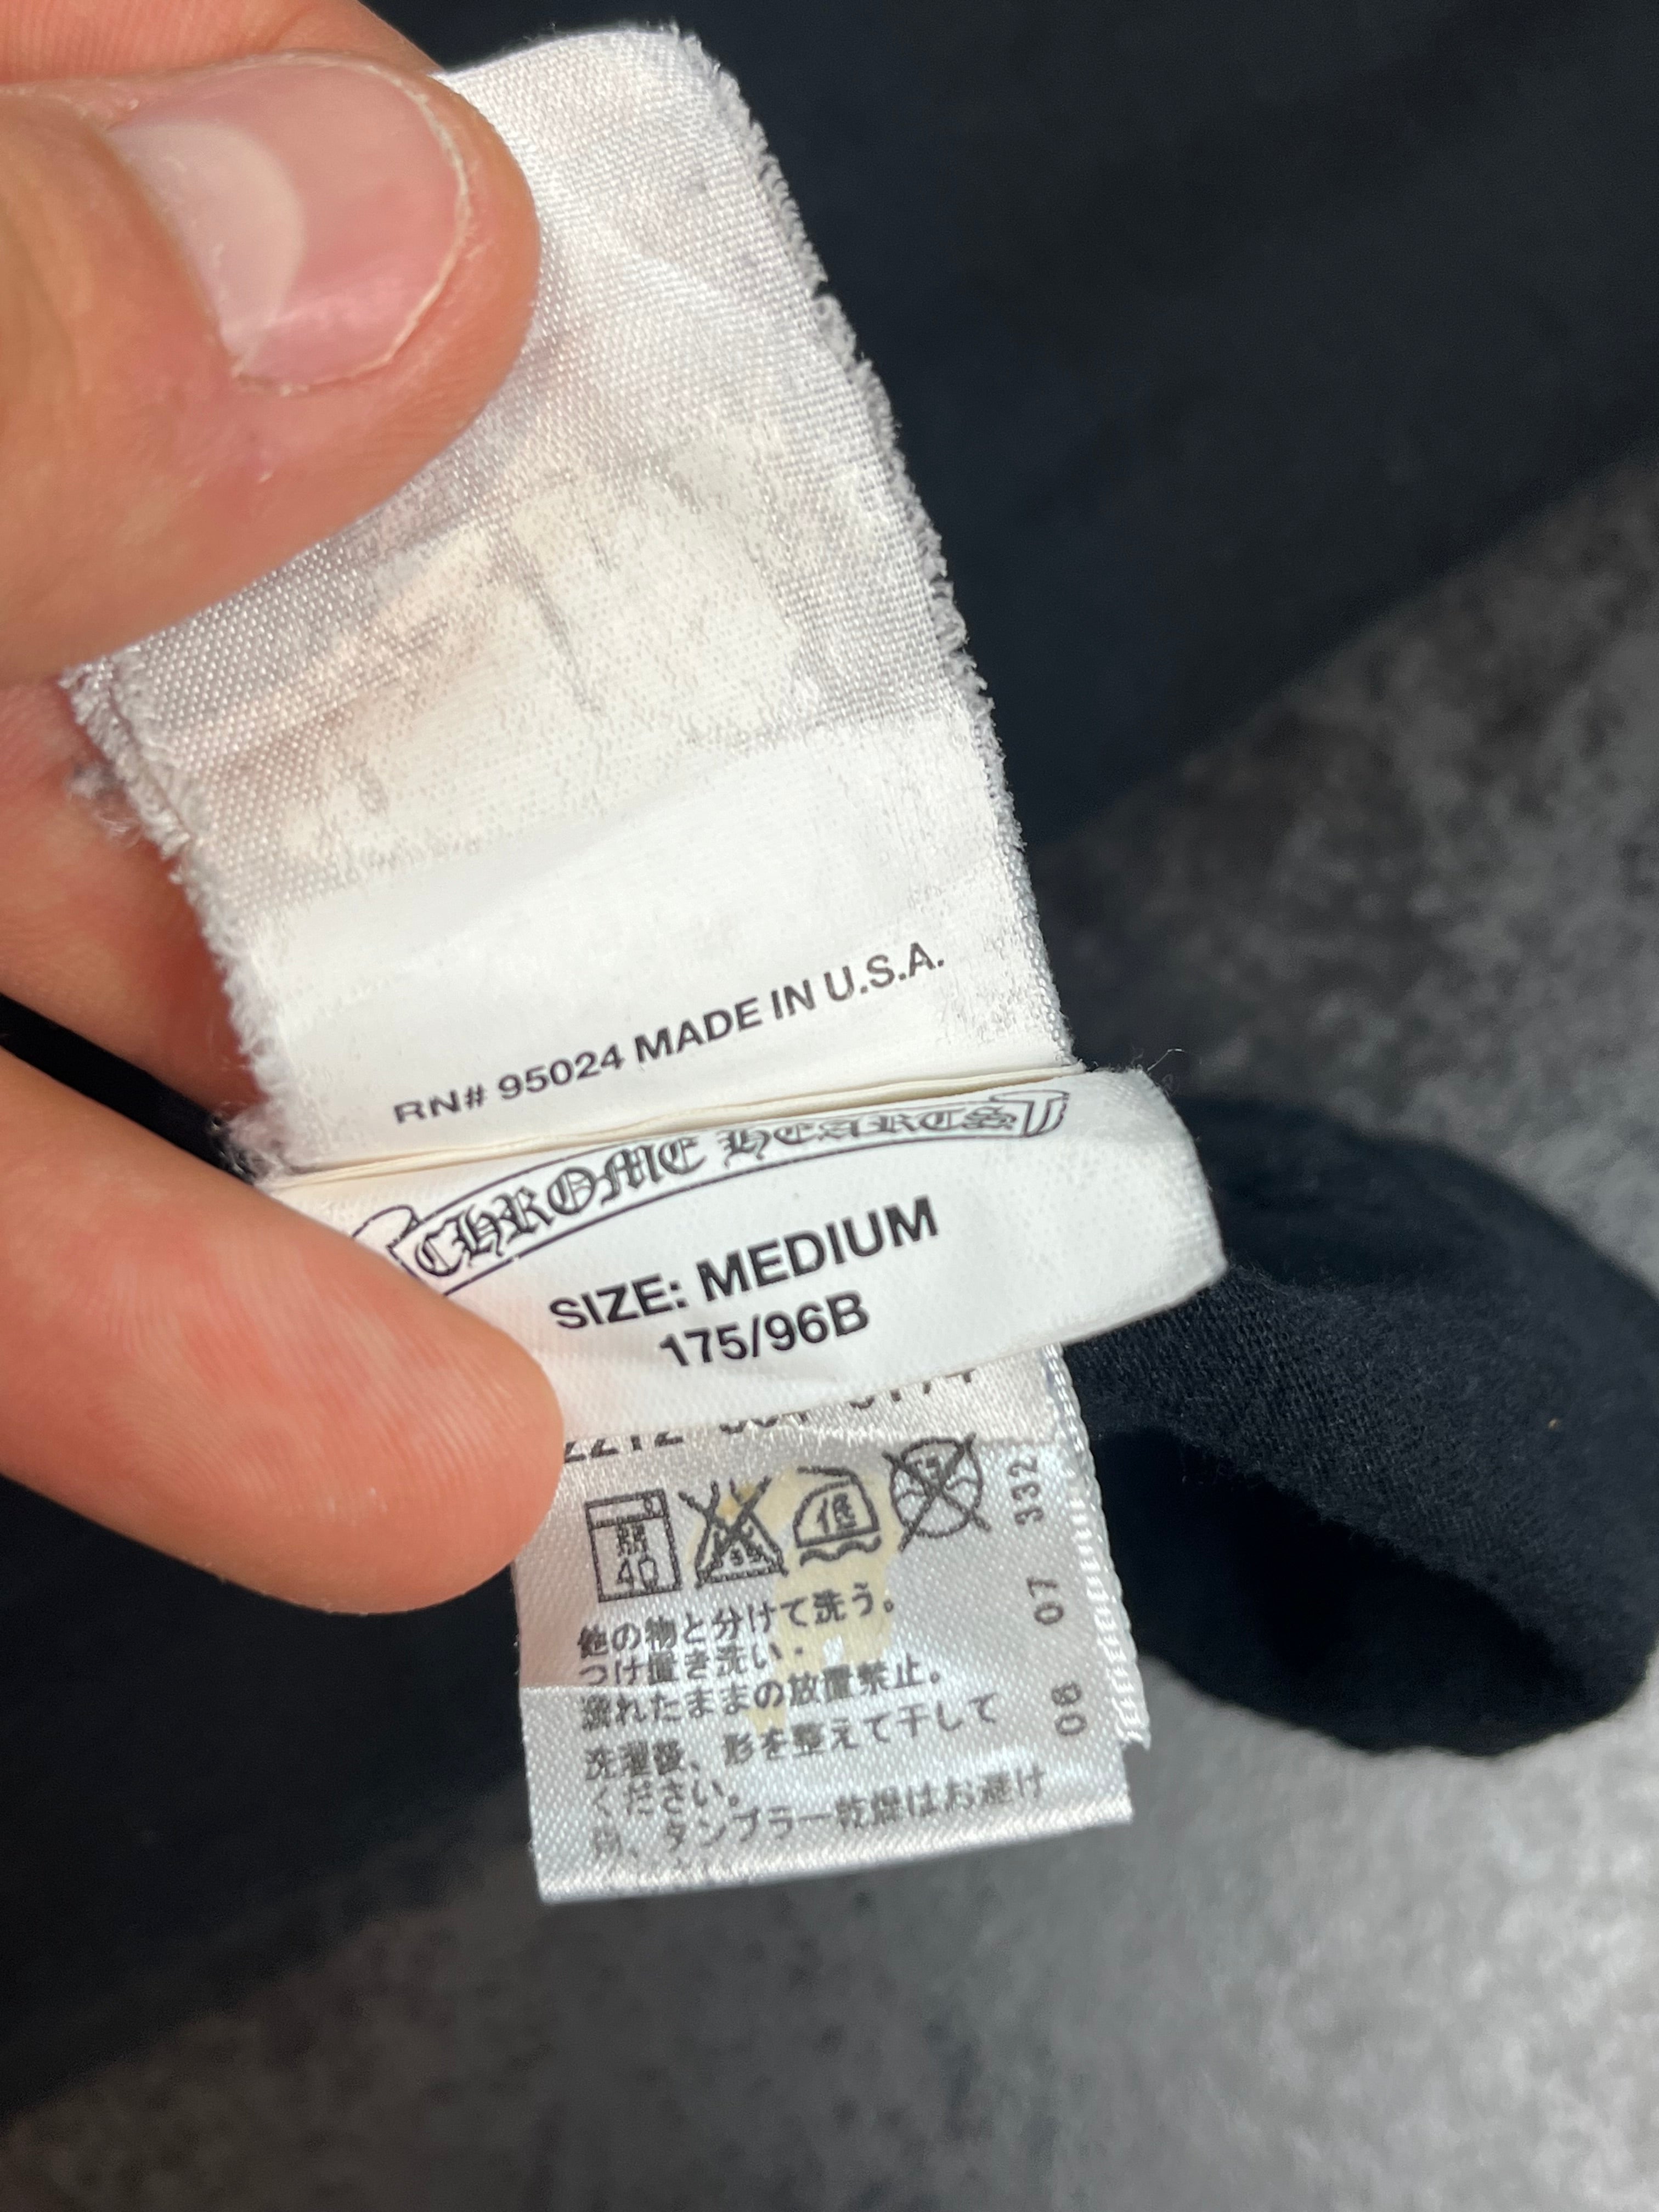 RN# 95024 MADE IN U.S.A.
CHROME HEARTS
SIZE: MEDIUM
175/96B
2212
40
低
332
07
08
他の物と分けて洗う。
つけ置き洗い・
濡れたままの放置禁止。
洗濯後、形を整えて干して
ください。
タンブラー乾燥はお避け